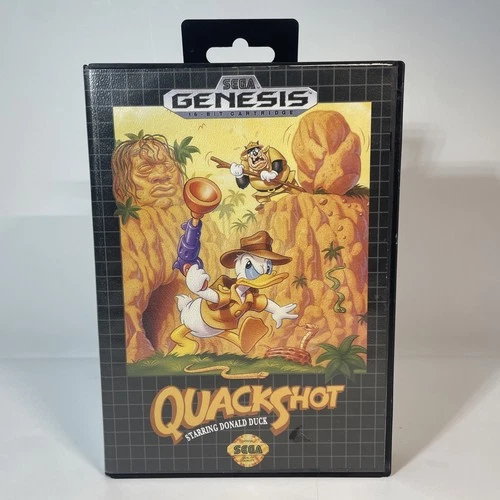 SEGA
GENESIS
16-BIT CARTRIDGE
QUACKSHOT
STARRING DONALD DUCK
SEGA